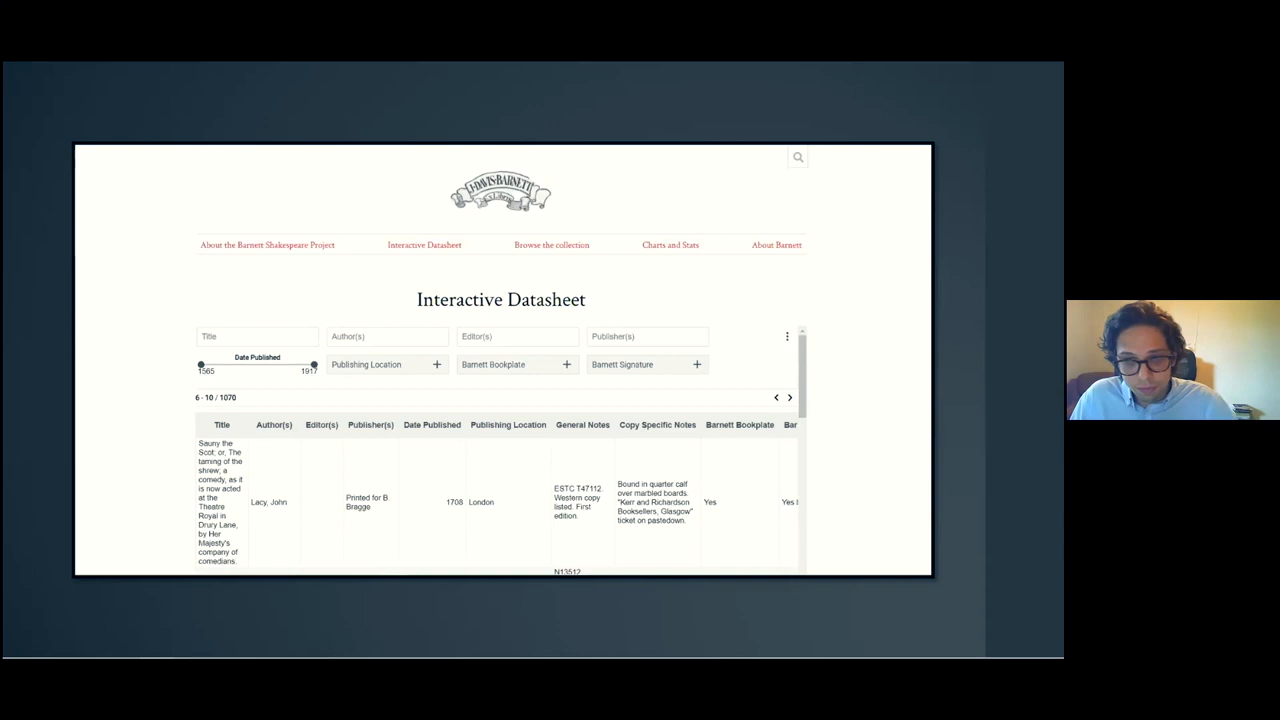 J·DAVIS·BARNETT
Ex Libris
About the Barnett Shakespeare Project Interactive Datasheet Browse the collection Charts and Stats About Barnett
Interactive Datasheet
Title Author(s) Editor(s) Publisher(s)
Date Published
1565 1917
Publishing Location + Barnett Bookplate + Barnett Signature +
6 - 10 / 1070
Title Author(s) Editor(s) Publisher(s) Date Published Publishing Location General Notes Copy Specific Notes Barnett Bookplate Bar
Sauny the
Scot; or, The
taming of the
shrew; a
comedy, as it
is now acted
at the
Theatre
Royal in
Drury Lane,
by Her
Majesty's
company of
comedians.
Lacy, John
Printed for B.
Bragge
1708
London
ESTC T47112.
Western copy
listed. First
edition.
Bound in quarter calf
over marbled boards.
"Kerr and Richardson
Booksellers, Glasgow"
ticket on pastedown.
Yes
Yes
N13512